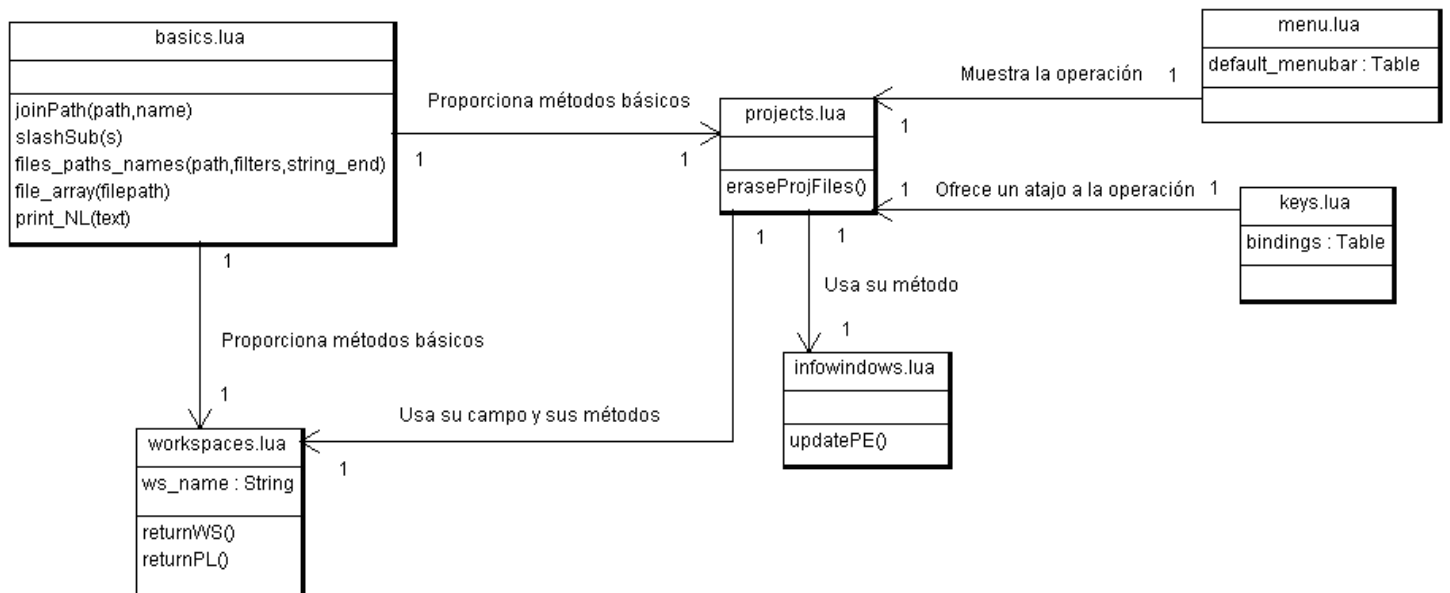 basics.lua
joinPath(path,name)
slashSub(s)
files_paths_names(path,filters,string_end)
file_array(filepath)
print_NL(text)
Proporciona métodos básicos
1
1
projects.lua
eraseProjFiles()
Muestra la operación
1
1
menu.lua
default_menubar : Table
1
Ofrece un atajo a la operación
1
keys.lua
bindings : Table
1
Proporciona métodos básicos
1
1
Usa su campo y sus métodos
1
1
Usa su método
1
infowindows.lua
updatePE()
workspaces.lua
ws_name : String
returnWS()
returnPL()